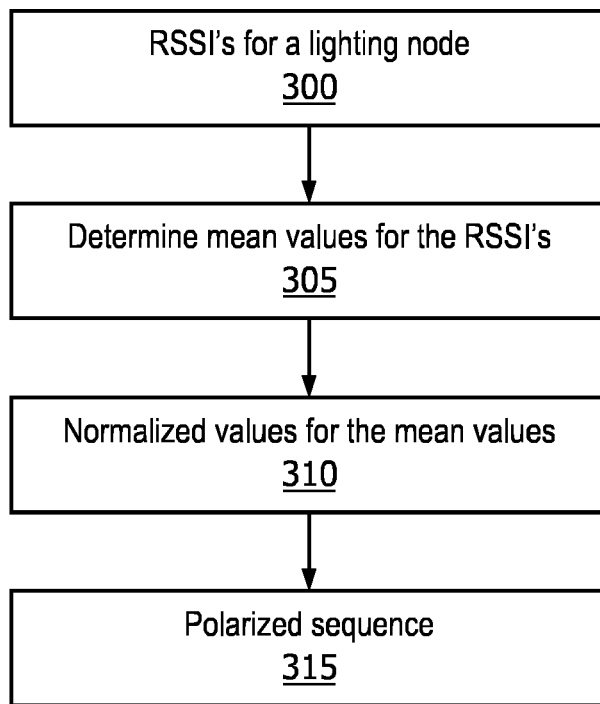 RSSI's for a lighting node
300
Determine mean values for the RSSI's
305
Normalized values for the mean values
310
Polarized sequence
315